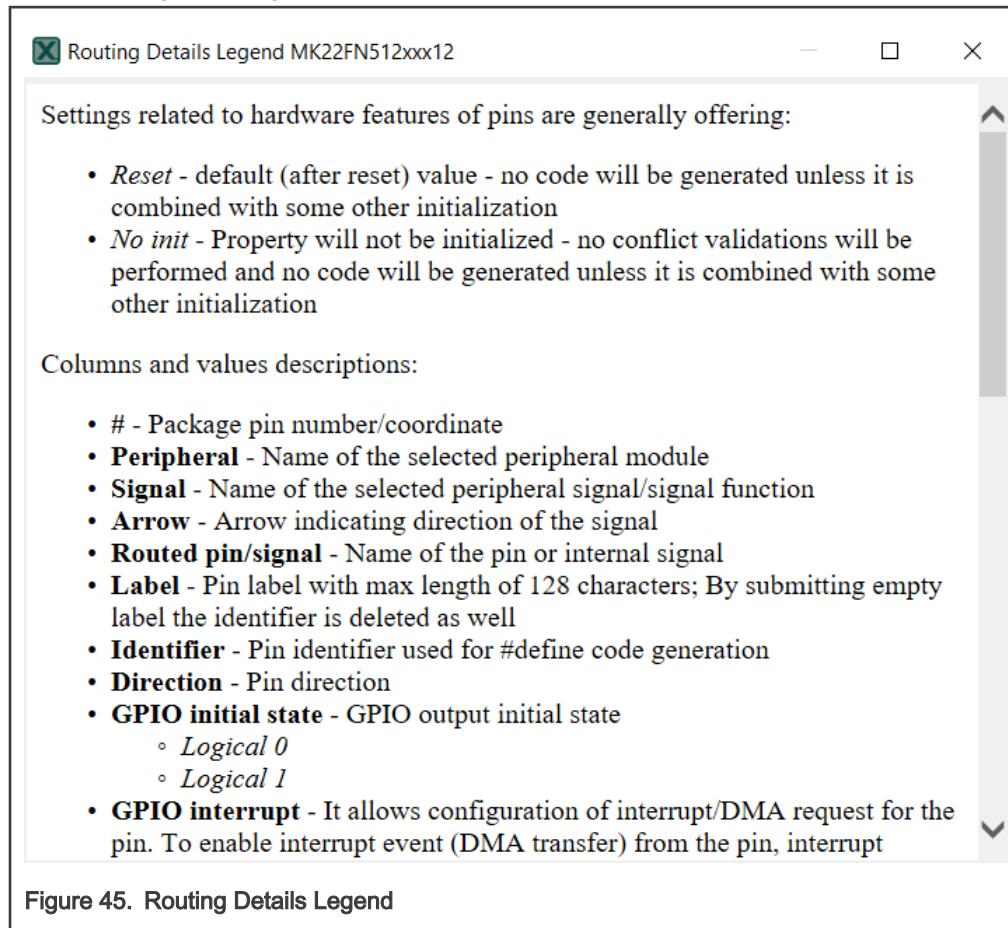 Routing Details Legend MK22FN512xxx12
Settings related to hardware features of pins are generally offering:
• Reset - default (after reset) value - no code will be generated unless it is
combined with some other initialization
• No init - Property will not be initialized - no conflict validations will be
performed and no code will be generated unless it is combined with some
other initialization
Columns and values descriptions:
• # - Package pin number/coordinate
• Peripheral - Name of the selected peripheral module
• Signal - Name of the selected peripheral signal/signal function
• Arrow - Arrow indicating direction of the signal
• Routed pin/signal - Name of the pin or internal signal
• Label - Pin label with max length of 128 characters; By submitting empty
label the identifier is deleted as well
• Identifier - Pin identifier used for #define code generation
• Direction - Pin direction
• GPIO initial state - GPIO output initial state
◦ Logical 0
◦ Logical 1
• GPIO interrupt - It allows configuration of interrupt/DMA request for the
pin. To enable interrupt event (DMA transfer) from the pin, interrupt
Figure 45. Routing Details Legend